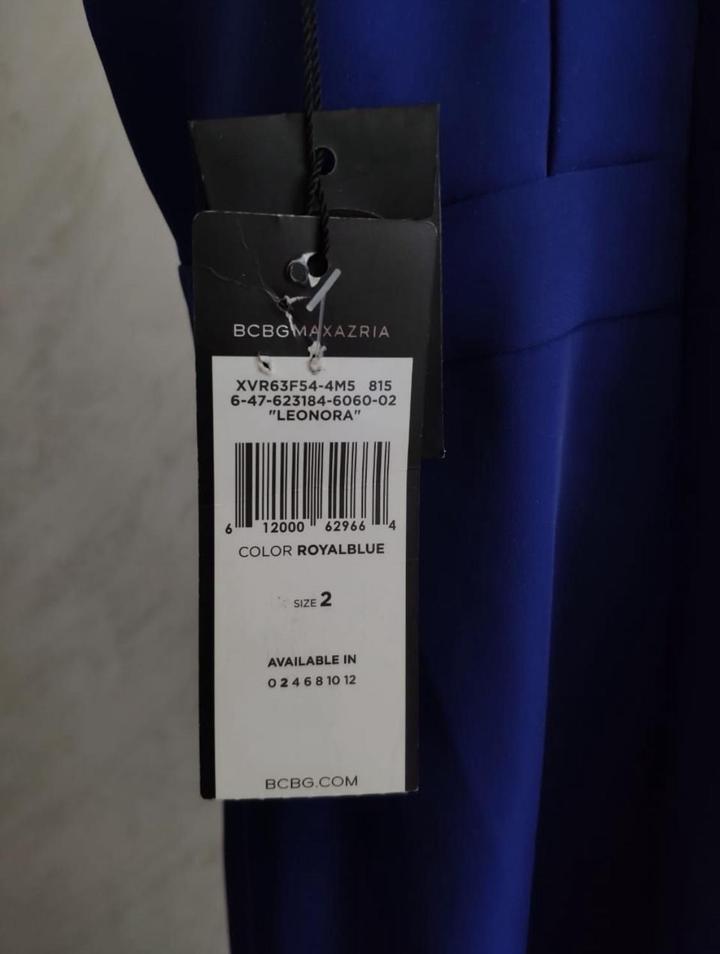 BCBGMAXAZRIA
XVR63F54-4M5 815
6-47-623184-6060-02
"LEONORA"
6 12000 62966 4
COLOR ROYALBLUE
SIZE 2
AVAILABLE IN
0 2 4 6 8 10 12
BCBG.COM